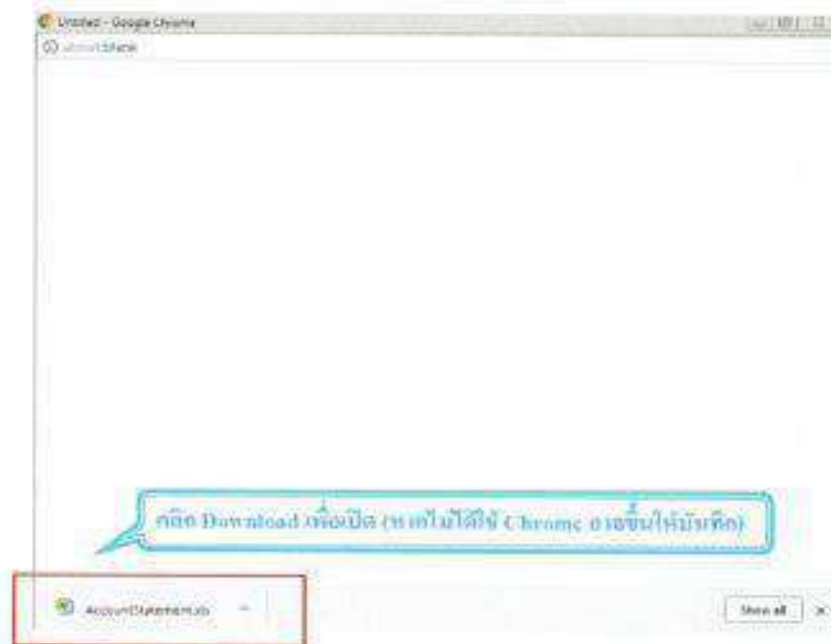 Untitled - Google Chrome
about:blank
คลิก Download เพื่อเปิด (หากไม่ได้ใช้ Chrome อาจขึ้นให้บันทึก)
AccountStatement.xls
Show all